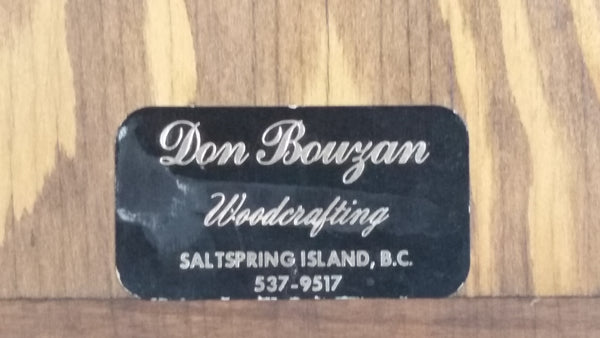 Don Bouzan
Woodcrafting
SALTSPRING ISLAND, B.C.
537-9517